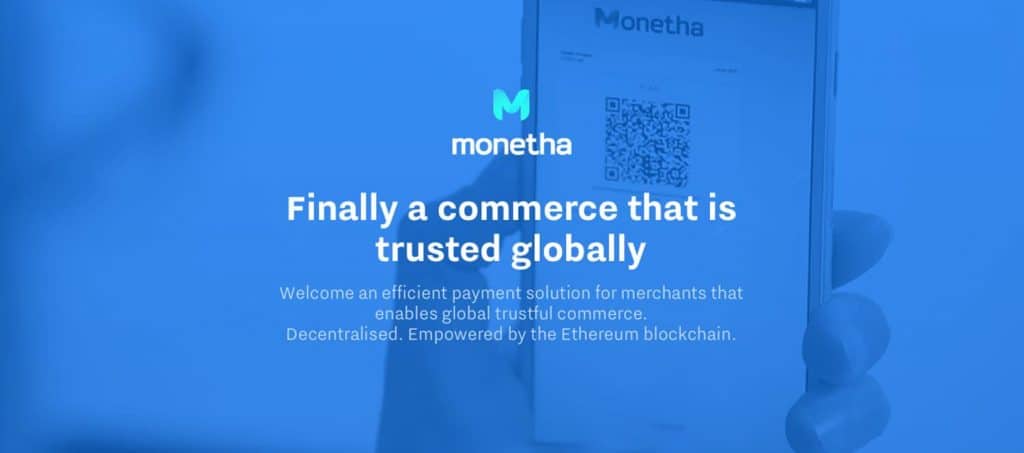 Monetha
monetha
Finally a commerce that is
trusted globally
Welcome an efficient payment solution for merchants that
enables global trustful commerce.
Decentralised. Empowered by the Ethereum blockchain.